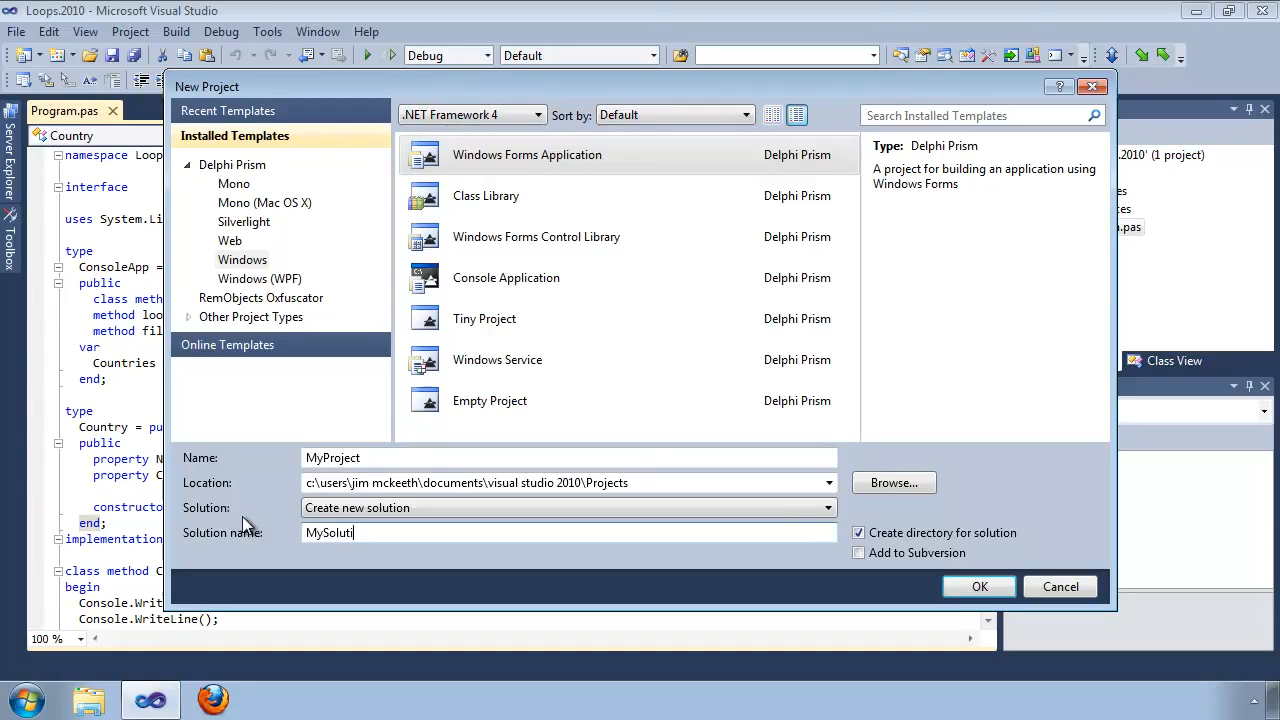 Loops.2010 - Microsoft Visual Studio
File Edit View Project Build Debug Tools Window Help
Debug Default
New Project
Recent Templates
.NET Framework 4 Sort by: Default Search Installed Templates
Installed Templates
Delphi Prism
Mono
Mono (Mac OS X)
Silverlight
Web
Windows
Windows (WPF)
RemObjects Oxfuscator
Other Project Types
Online Templates
Windows Forms Application Delphi Prism
Class Library Delphi Prism
Windows Forms Control Library Delphi Prism
Console Application Delphi Prism
Tiny Project Delphi Prism
Windows Service Delphi Prism
Empty Project Delphi Prism
Type: Delphi Prism
A project for building an application using
Windows Forms
Name: MyProject
Location: c:\users\jim mckeeth\documents\visual studio 2010\Projects
Browse...
Solution: Create new solution
Solution name: MySoluti
Create directory for solution
Add to Subversion
OK Cancel
Server Explorer
Toolbox
Program.pas
Country
namespace Loop
interface
uses System.Li
type
ConsoleApp =
public
class meth
method loo
method fil
var
Countries
end;
type
Country = pu
public
property N
property C
constructo
end;
implementation
class method C
begin
Console.Writ
Console.WriteLine();
100 %
.2010' (1 project)
es
ces
m.pas
Class View